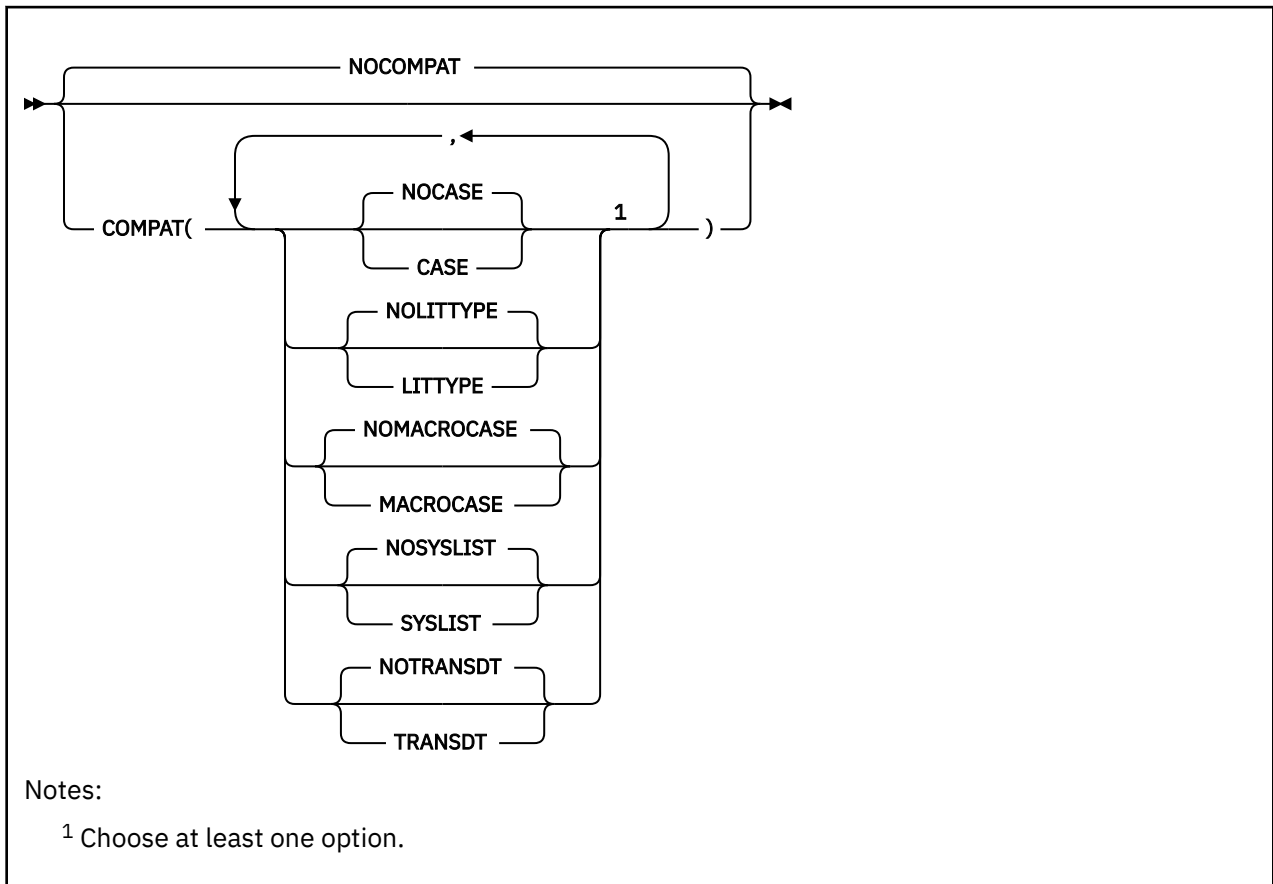 NOCOMPAT
,
NOCASE
COMPAT( 1 )
CASE
NOLITTYPE
LITTYPE
NOMACROCASE
MACROCASE
NOSYSLIST
SYSLIST
NOTRANSDT
TRANSDT
Notes:
1 Choose at least one option.